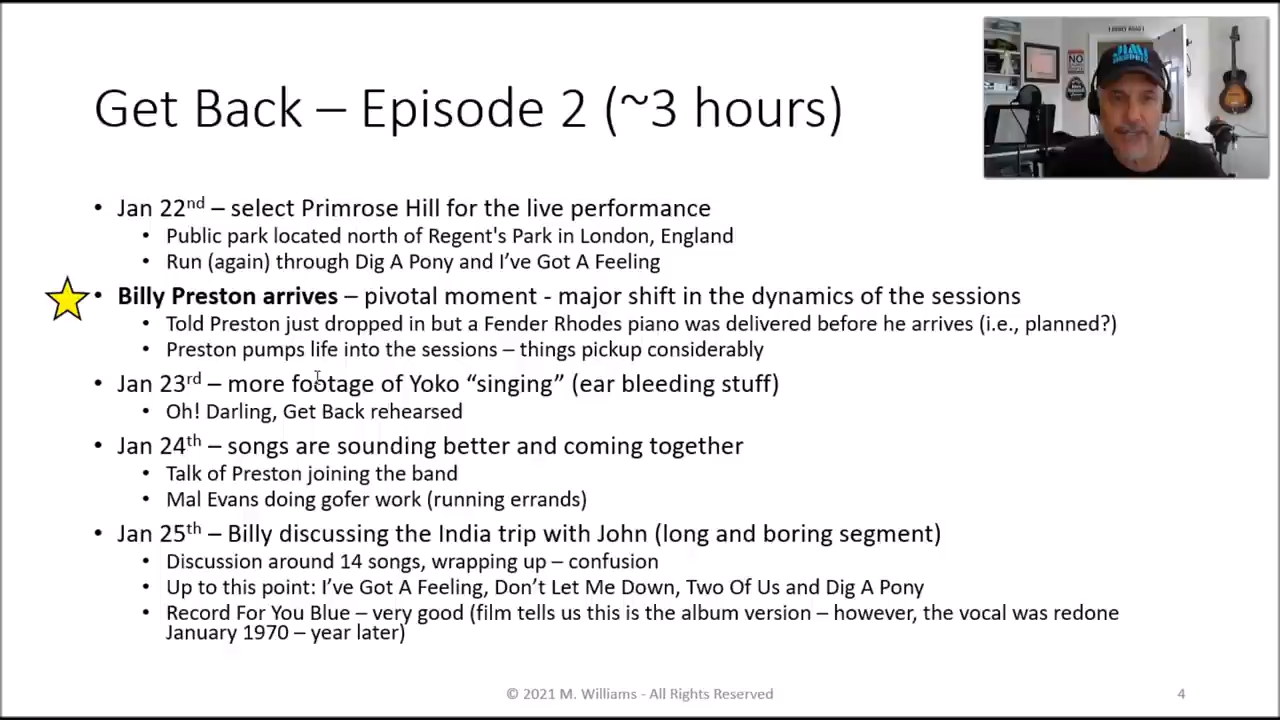 Get Back – Episode 2 (~3 hours)
• Jan 22nd – select Primrose Hill for the live performance
• Public park located north of Regent's Park in London, England
• Run (again) through Dig A Pony and I’ve Got A Feeling
• Billy Preston arrives – pivotal moment - major shift in the dynamics of the sessions
• Told Preston just dropped in but a Fender Rhodes piano was delivered before he arrives (i.e., planned?)
• Preston pumps life into the sessions – things pickup considerably
• Jan 23rd – more footage of Yoko “singing” (ear bleeding stuff)
• Oh! Darling, Get Back rehearsed
• Jan 24th – songs are sounding better and coming together
• Talk of Preston joining the band
• Mal Evans doing gofer work (running errands)
• Jan 25th – Billy discussing the India trip with John (long and boring segment)
• Discussion around 14 songs, wrapping up – confusion
• Up to this point: I’ve Got A Feeling, Don’t Let Me Down, Two Of Us and Dig A Pony
• Record For You Blue – very good (film tells us this is the album version – however, the vocal was redone
January 1970 – year later)
© 2021 M. Williams - All Rights Reserved
4
NO
JIMI